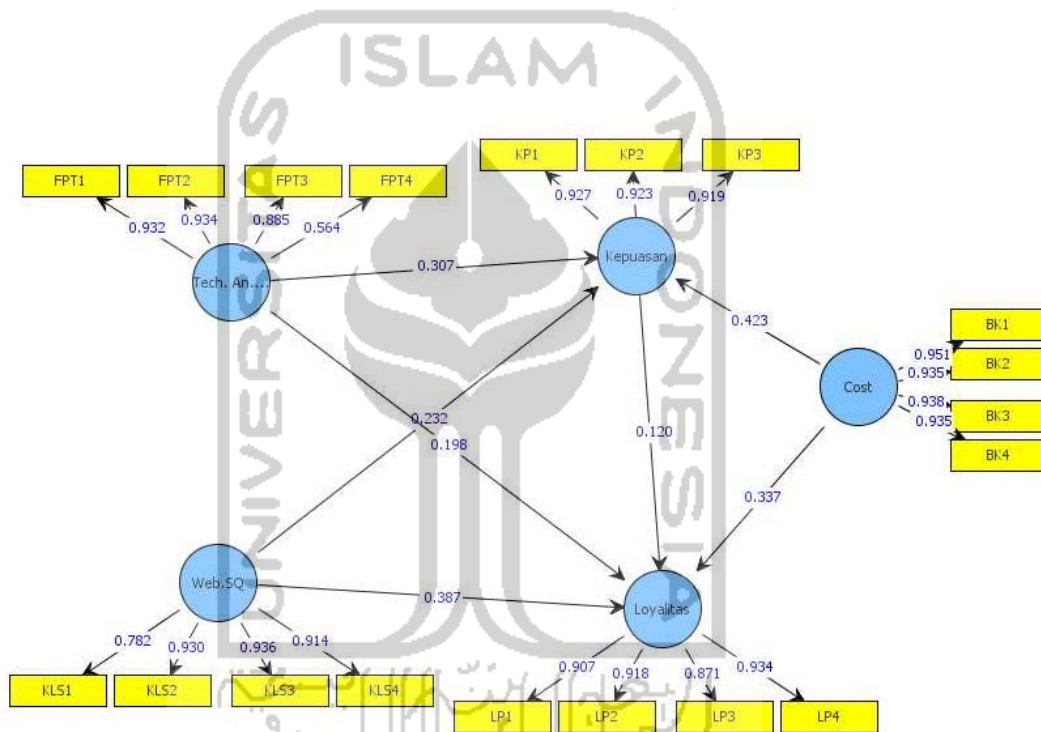 ISLAM
UNIVERSITAS
INDONESIA
KP1
KP2
KP3
FPT1
FPT2
FPT3
FPT4
0.927
0.923
0.919
0.932
0.934
0.885
0.564
Tech. An....
0.307
Kepuasan
0.423
BK1
0.951
BK2
0.935
Cost
0.938
BK3
0.935
BK4
0.232
0.198
0.120
0.337
Web.SQ
0.387
Loyalitas
0.782
0.930
0.936
0.914
0.907
0.918
0.871
0.934
KLS1
KLS2
KLS3
KLS4
LP1
LP2
LP3
LP4